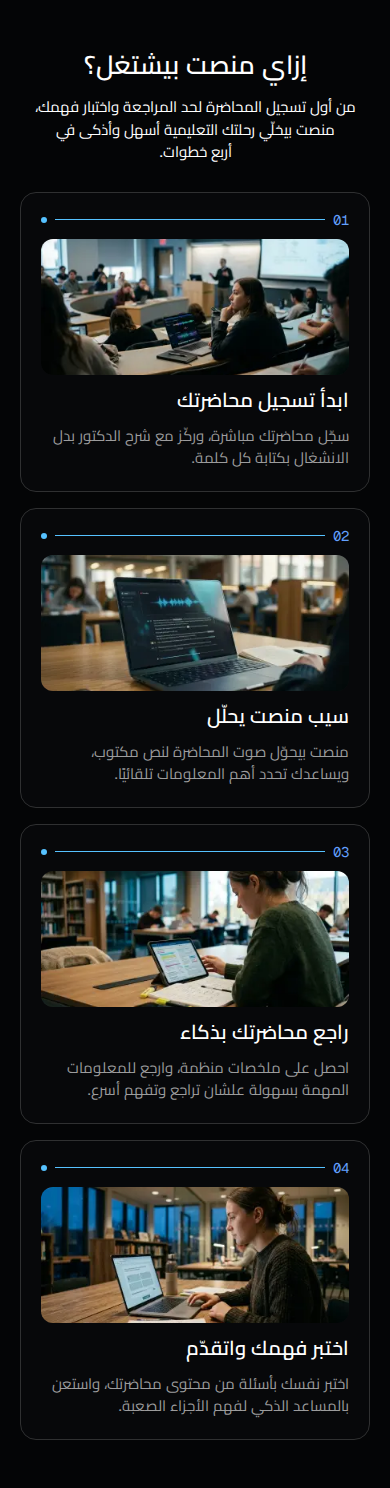 إزاي منصت بيشتغل؟
من أول تسجيل المحاضرة لحد المراجعة واختبار فهمك،
منصت بيخلّي رحلتك التعليمية أسهل وأذكى في
أربع خطوات.
01
ابدأ تسجيل محاضرتك
سجّل محاضرتك مباشرة، وركّز مع شرح الدكتور بدل
الانشغال بكتابة كل كلمة.
02
سيب منصت يحلّل
منصت بيحوّل صوت المحاضرة لنص مكتوب،
ويساعدك تحدد أهم المعلومات تلقائيًا.
03
راجع محاضرتك بذكاء
احصل على ملخصات منظمة، وارجع للمعلومات
المهمة بسهولة علشان تراجع وتفهم أسرع.
04
اختبر فهمك واتقدّم
اختبر نفسك بأسئلة من محتوى محاضرتك، واستعن
بالمساعد الذكي لفهم الأجزاء الصعبة.